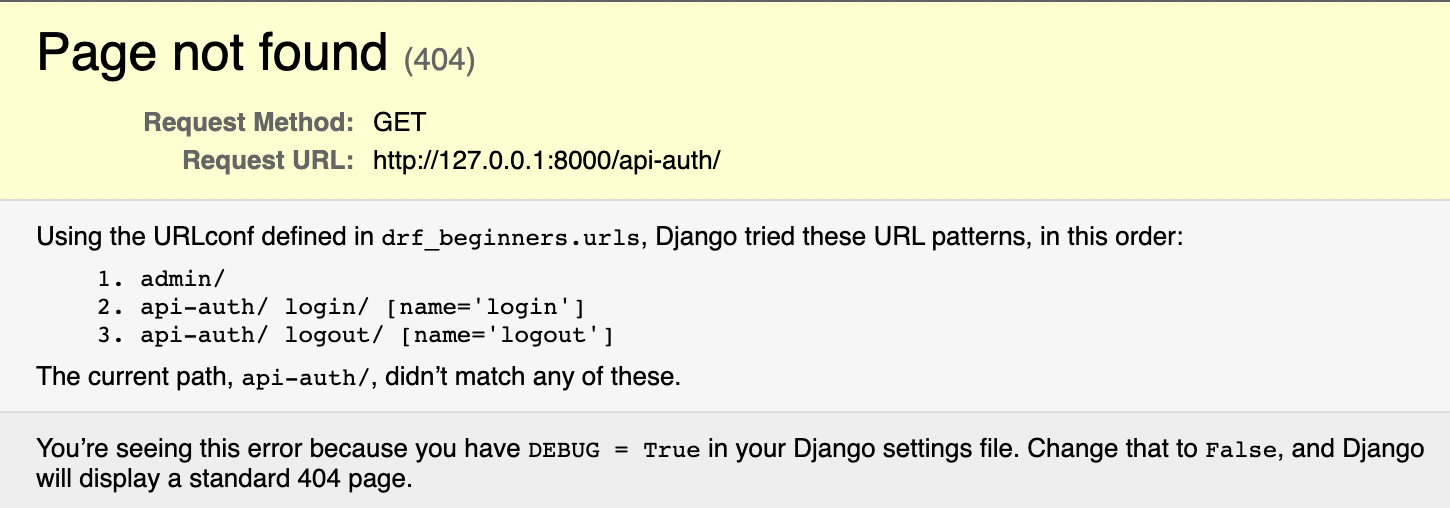 Page not found (404)
Request Method: GET
Request URL: http://127.0.0.1:8000/api-auth/
Using the URLconf defined in drf_beginners.urls, Django tried these URL patterns, in this order:
1. admin/
2. api-auth/ login/ [name='login']
3. api-auth/ logout/ [name='logout']
The current path, api-auth/, didn’t match any of these.
You’re seeing this error because you have DEBUG = True in your Django settings file. Change that to False, and Django
will display a standard 404 page.